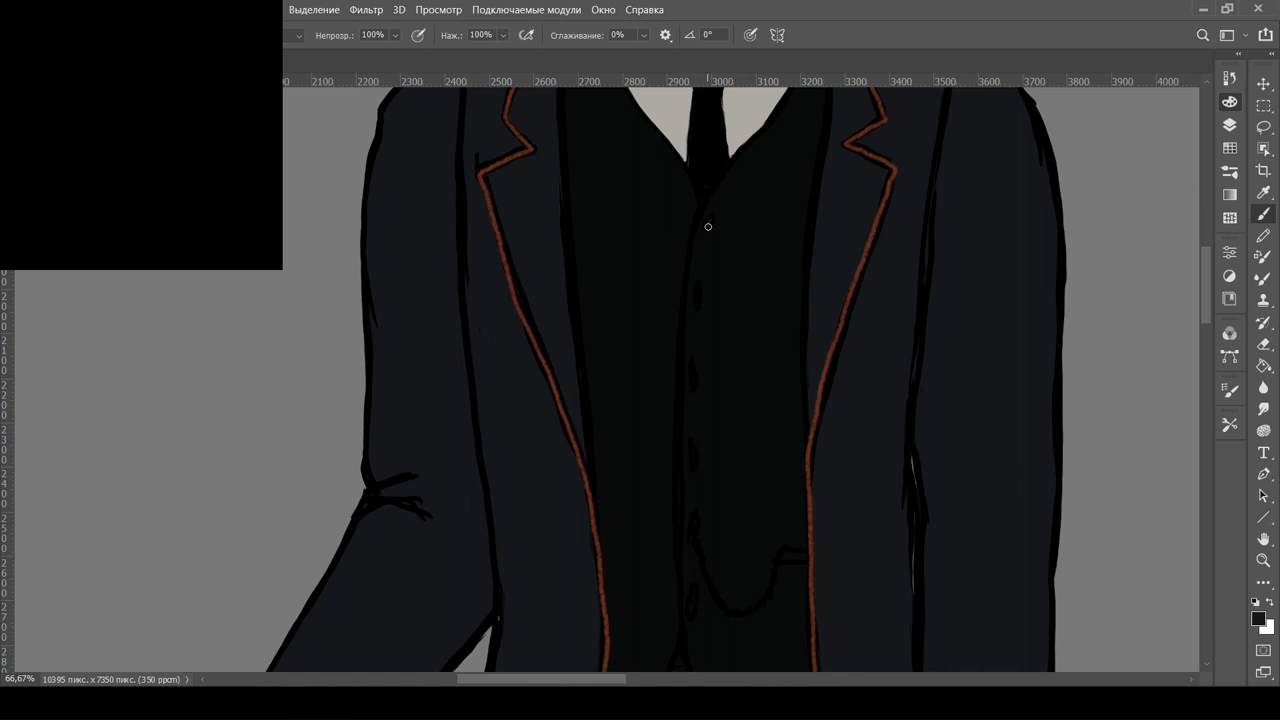 Выделение Фильтр 3D Просмотр Подключаемые модули Окно Справка
Непрозр.: 100% Наж.: 100% Сглаживание: 0% 0°
2100 2200 2300 2400 2500 2600 2700 2800 2900 3000 3100 3200 3300 3400 3500 3600 3700 3800 3900 4000
66,67% 10395 пикс. x 7350 пикс. (350 ppcm)